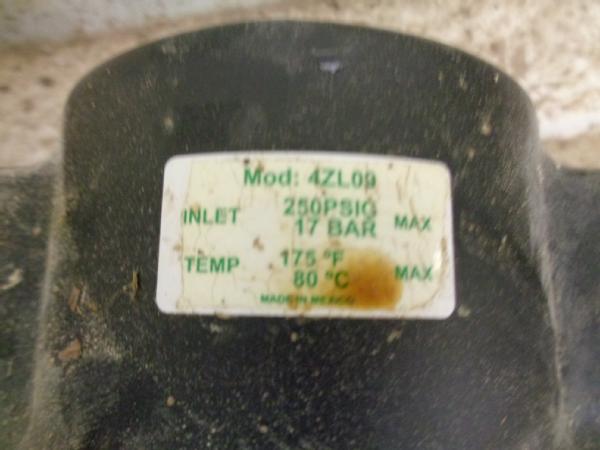 Mod: 4ZL09
INLET 250PSIG MAX
17 BAR
TEMP 175 °F MAX
80 °C
MADE IN MEXICO